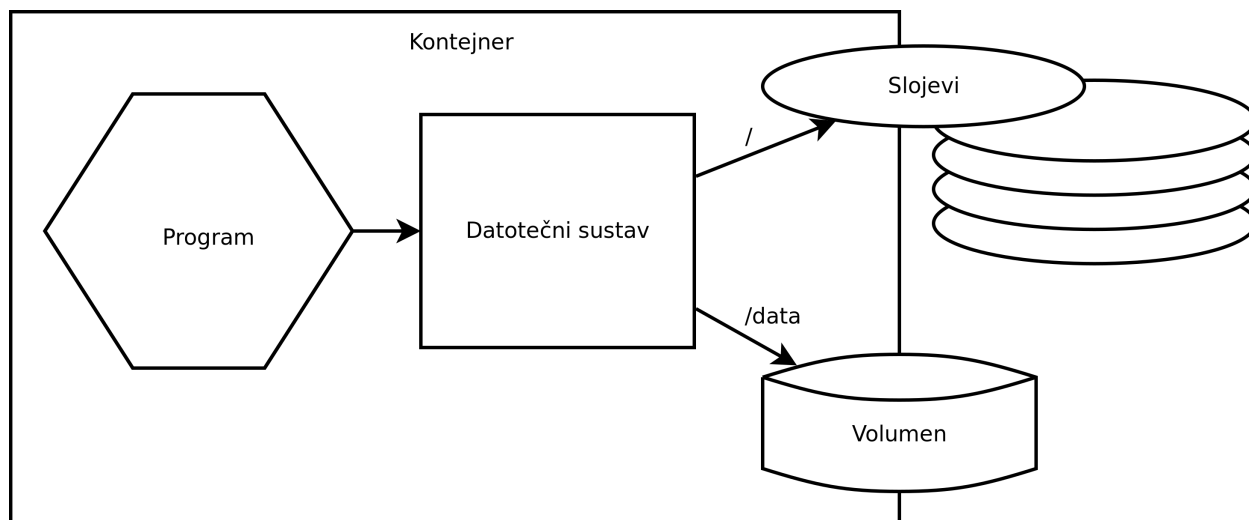 Kontejner
Slojevi
/
Program
Datotečni sustav
/data
Volumen